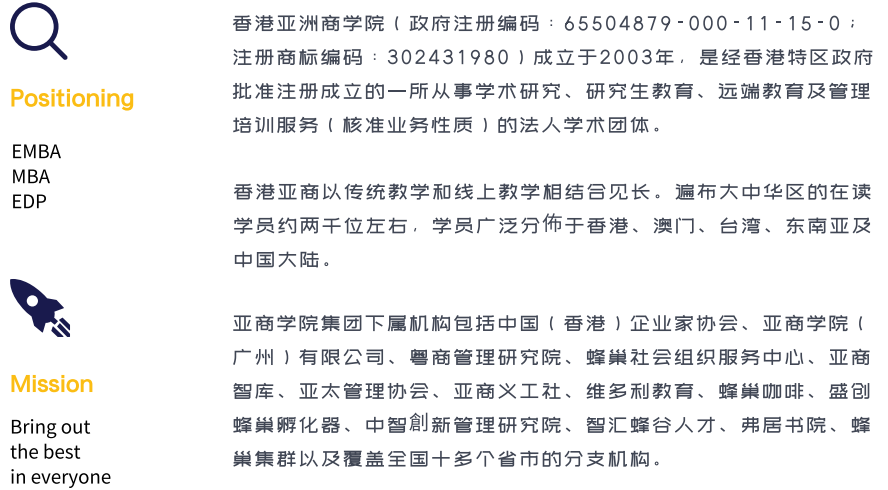 Positioning
EMBA
MBA
EDP
Mission
Bring out
the best
in everyone
香港亚洲商学院（政府注册编码：65504879-000-11-15-0；
注册商标编码：302431980）成立于2003年，是经香港特区政府
批准注册成立的一所从事学术研究、研究生教育、远端教育及管理
培训服务（核准业务性质）的法人学术团体。
香港亚商以传统教学和线上教学相结合见长。遍布大中华区的在读
学员约两千位左右，学员广泛分佈于香港、澳门、台湾、东南亚及
中国大陆。
亚商学院集团下属机构包括中国（香港）企业家协会、亚商学院（
广州）有限公司、粤商管理研究院、蜂巢社会组织服务中心、亚商
智库、亚太管理协会、亚商义工社、维多利教育、蜂巢咖啡、盛创
蜂巢孵化器、中智創新管理研究院、智汇蜂谷人才、弗居书院、蜂
巢集群以及覆盖全国十多个省市的分支机构。